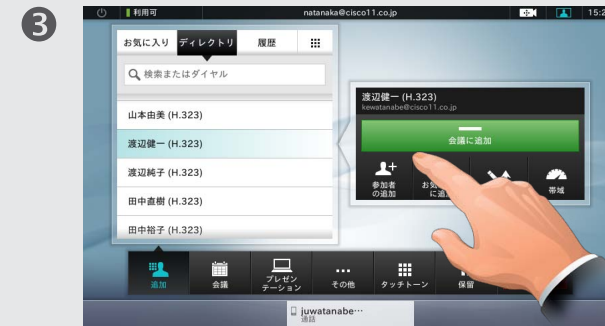 3
利用可
natanaka@cisco11.co.jp
15:2
お気に入り ディレクトリ 履歴
検索またはダイヤル
山本由美 (H.323)
渡辺健一 (H.323)
渡辺純子 (H.323)
田中直樹 (H.323)
田中裕子 (H.323)
渡辺健一 (H.323)
kewatanabe@cisco11.co.jp
会議に追加
参加者
の追加
お気
に追
帯域
追加
会議
プレゼン
テーション
その他
タッチトーン
保留
juwatanabe…
通話